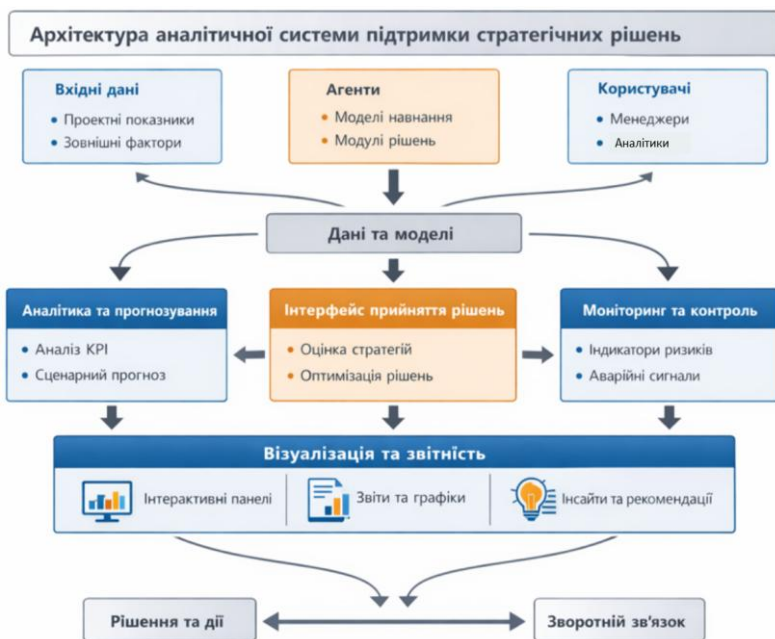 Архітектура аналітичної системи підтримки стратегічних рішень
Вхідні дані
• Проектні показники
• Зовнішні фактори
Агенти
• Моделі навнання
• Модулі рішень
Користувачі
• Менеджери
• Аналітики
Дані та моделі
Аналітика та прогнозування
• Аналіз КРІ
• Сценарний прогноз
Інтерфейс прийняття рішень
• Оцінка стратегій
• Оптимізація рішень
Моніторинг та контроль
• Індикатори ризиків
• Аварійні сигнали
Візуалізація та звітність
Інтерактивні панелі
Звіти та графіки
Інсайти та рекомендації
Рішення та дії
Зворотній зв'язок